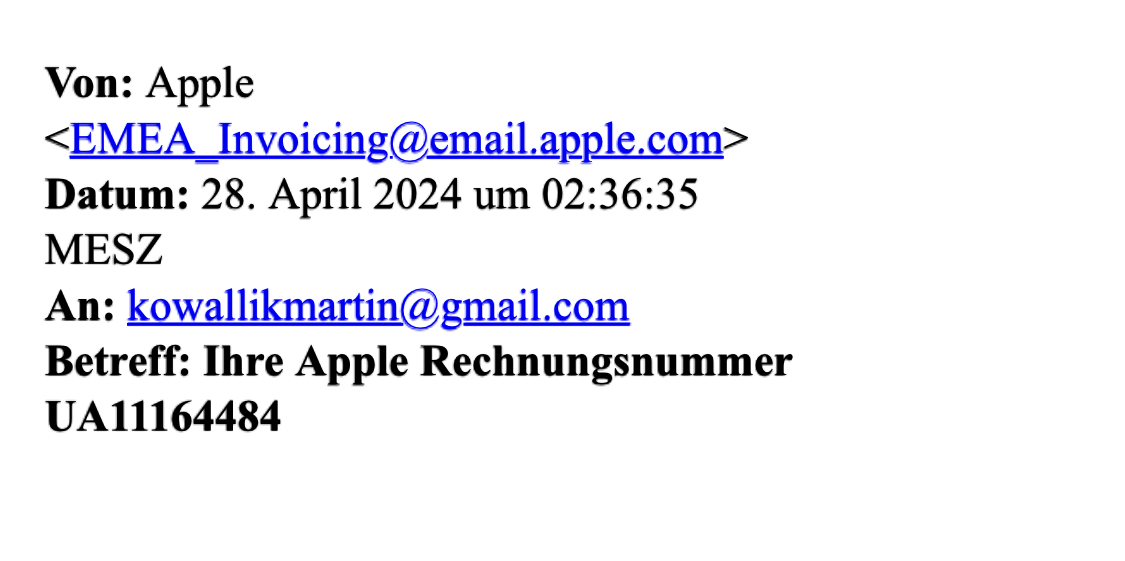 Von: Apple
<EMEA_Invoicing@email.apple.com>
Datum: 28. April 2024 um 02:36:35
MESZ
An: kowallikmartin@gmail.com
Betreff: Ihre Apple Rechnungsnummer
UA11164484